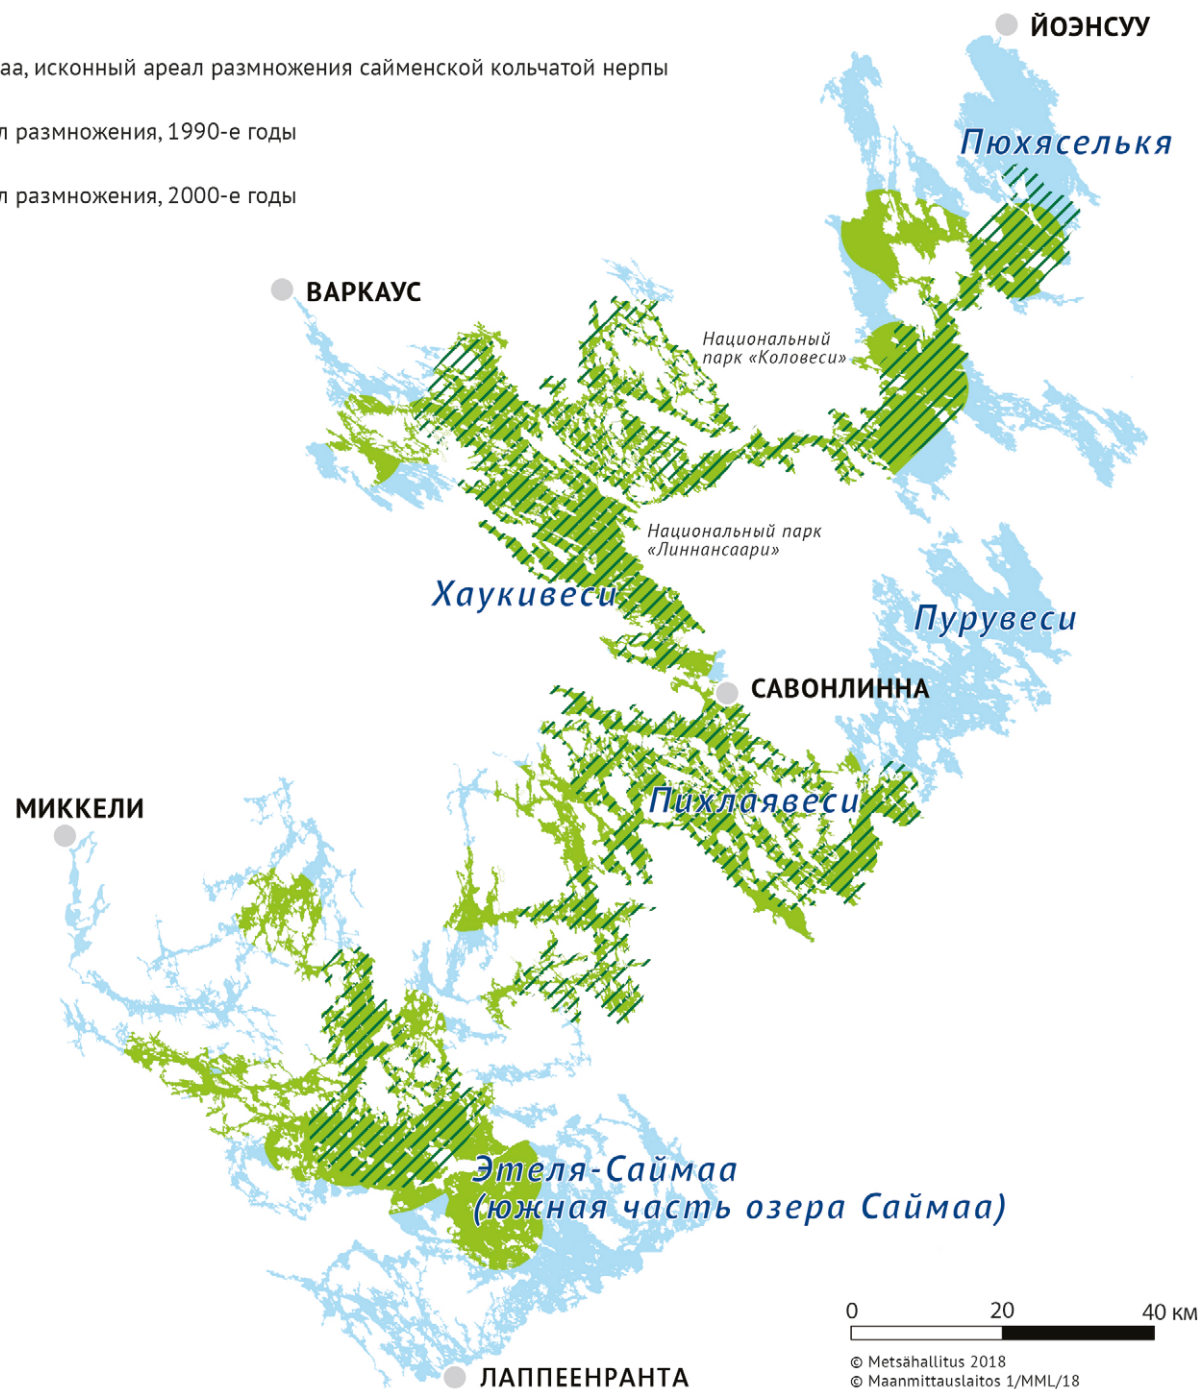 ЙОЭНСУУ
аа, исконный ареал размножения сайменской кольчатой нерпы
л размножения, 1990-е годы
Пюхяселькя
л размножения, 2000-е годы
ВАРКАУС
Национальный
парк «Коловеси»
Национальный парк
«Линнансаари»
Хаукивеси
Пурувеси
САВОНЛИННА
Пихлаявеси
МИККЕЛИ
Этеля-Саймаа
(южная часть озера Саймаа)
0 20 40 км
© Metsähallitus 2018
© Maanmittauslaitos 1/MML/18
ЛАППЕЕНРАНТА